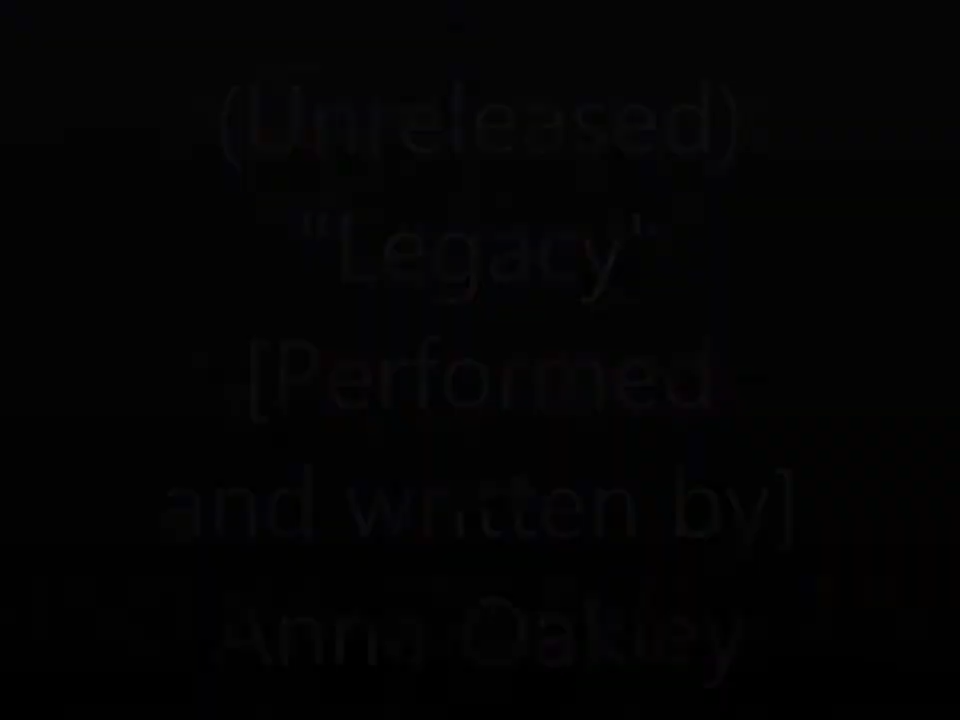 (Unreleased)
"Legacy"
[Performed
and written by]
Anna Oakley